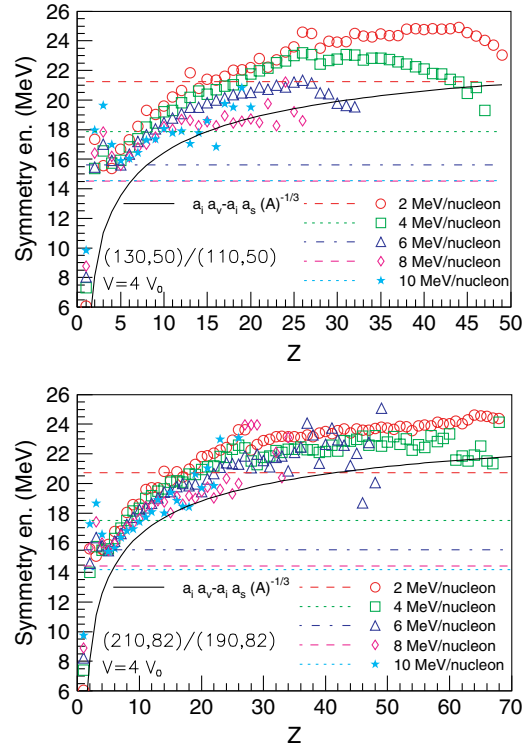 26
24
22
20
18
16
14
12
10
8
6
Symmetry en. (MeV)
a_i a_v-a_i a_s (A)^-1/3
(130,50)/(110,50)
V=4 V_0
2 MeV/nucleon
4 MeV/nucleon
6 MeV/nucleon
8 MeV/nucleon
10 MeV/nucleon
0 5 10 15 20 25 30 35 40 45 50
Z
26
24
22
20
18
16
14
12
10
8
6
Symmetry en. (MeV)
a_i a_v-a_i a_s (A)^-1/3
(210,82)/(190,82)
V=4 V_0
2 MeV/nucleon
4 MeV/nucleon
6 MeV/nucleon
8 MeV/nucleon
10 MeV/nucleon
0 10 20 30 40 50 60 70
Z